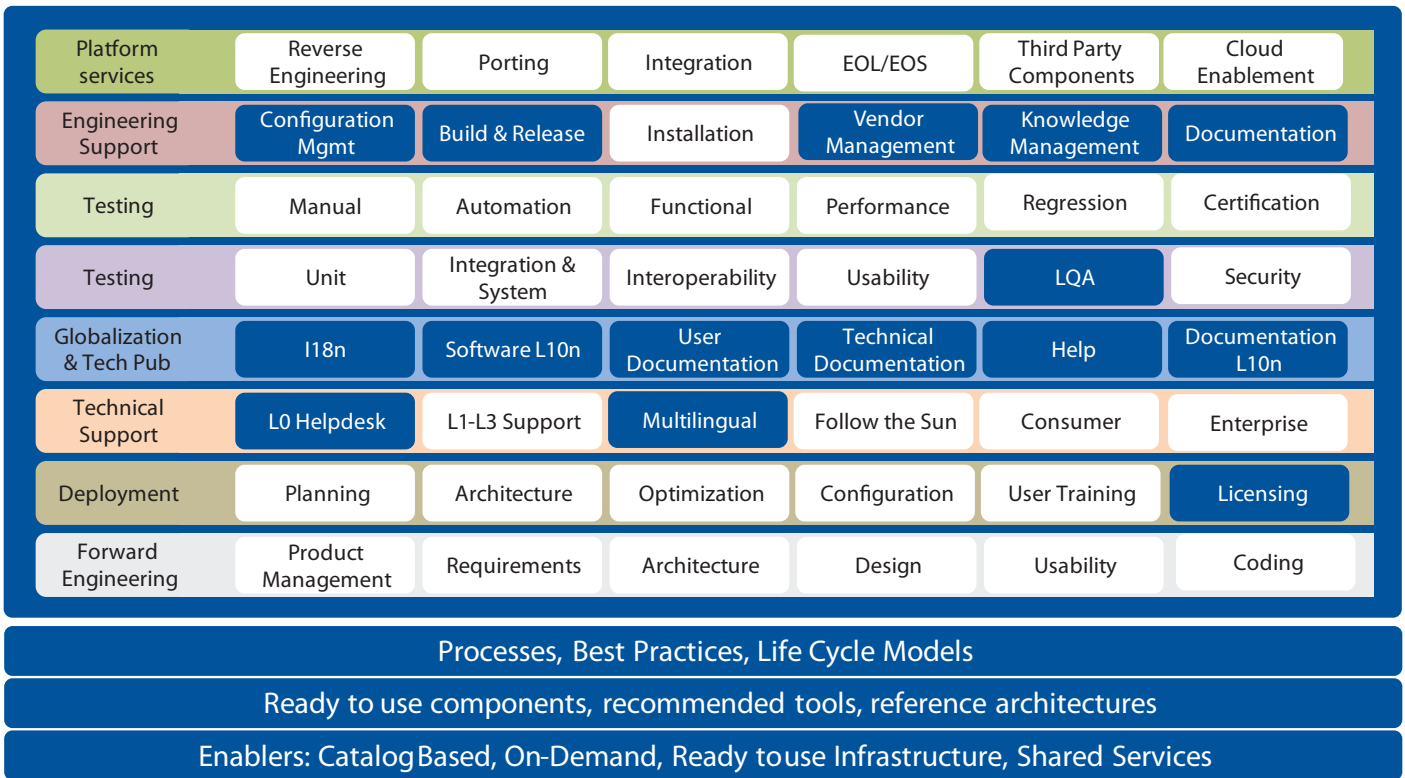 Platform
services
Reverse
Engineering
Porting
Integration
EOL/EOS
Third Party
Components
Cloud
Enablement
Engineering
Support
Configuration
Mgmt
Build & Release
Installation
Vendor
Management
Knowledge
Management
Documentation
Testing
Manual
Automation
Functional
Performance
Regression
Certification
Testing
Unit
Integration &
System
Interoperability
Usability
LQA
Security
Globalization
& Tech Pub
I18n
Software L10n
User
Documentation
Technical
Documentation
Help
Documentation
L10n
Technical
Support
L0 Helpdesk
L1-L3 Support
Multilingual
Follow the Sun
Consumer
Enterprise
Deployment
Planning
Architecture
Optimization
Configuration
User Training
Licensing
Forward
Engineering
Product
Management
Requirements
Architecture
Design
Usability
Coding
Processes, Best Practices, Life Cycle Models
Ready to use components, recommended tools, reference architectures
Enablers: CatalogBased, On-Demand, Ready touse Infrastructure, Shared Services